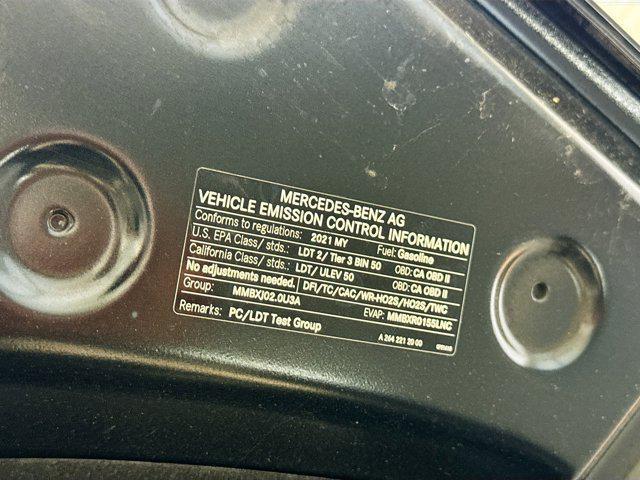 MERCEDES-BENZ AG
VEHICLE EMISSION CONTROL INFORMATION
Conforms to regulations: 2021 MY Fuel: Gasoline
U.S. EPA Class/ stds.: LDT 2/ Tier 3 BIN 50 OBD: CA OBD II
California Class/ stds.: LDT/ ULEV 50 OBD: CA OBD II
No adjustments needed. DFI/TC/CAC/WR-HO2S/HO2S/TWC
Group: MMBXJ02.0U3A EVAP: MMBXR0155LNC
Remarks: PC/LDT Test Group
A 264 221 20 00